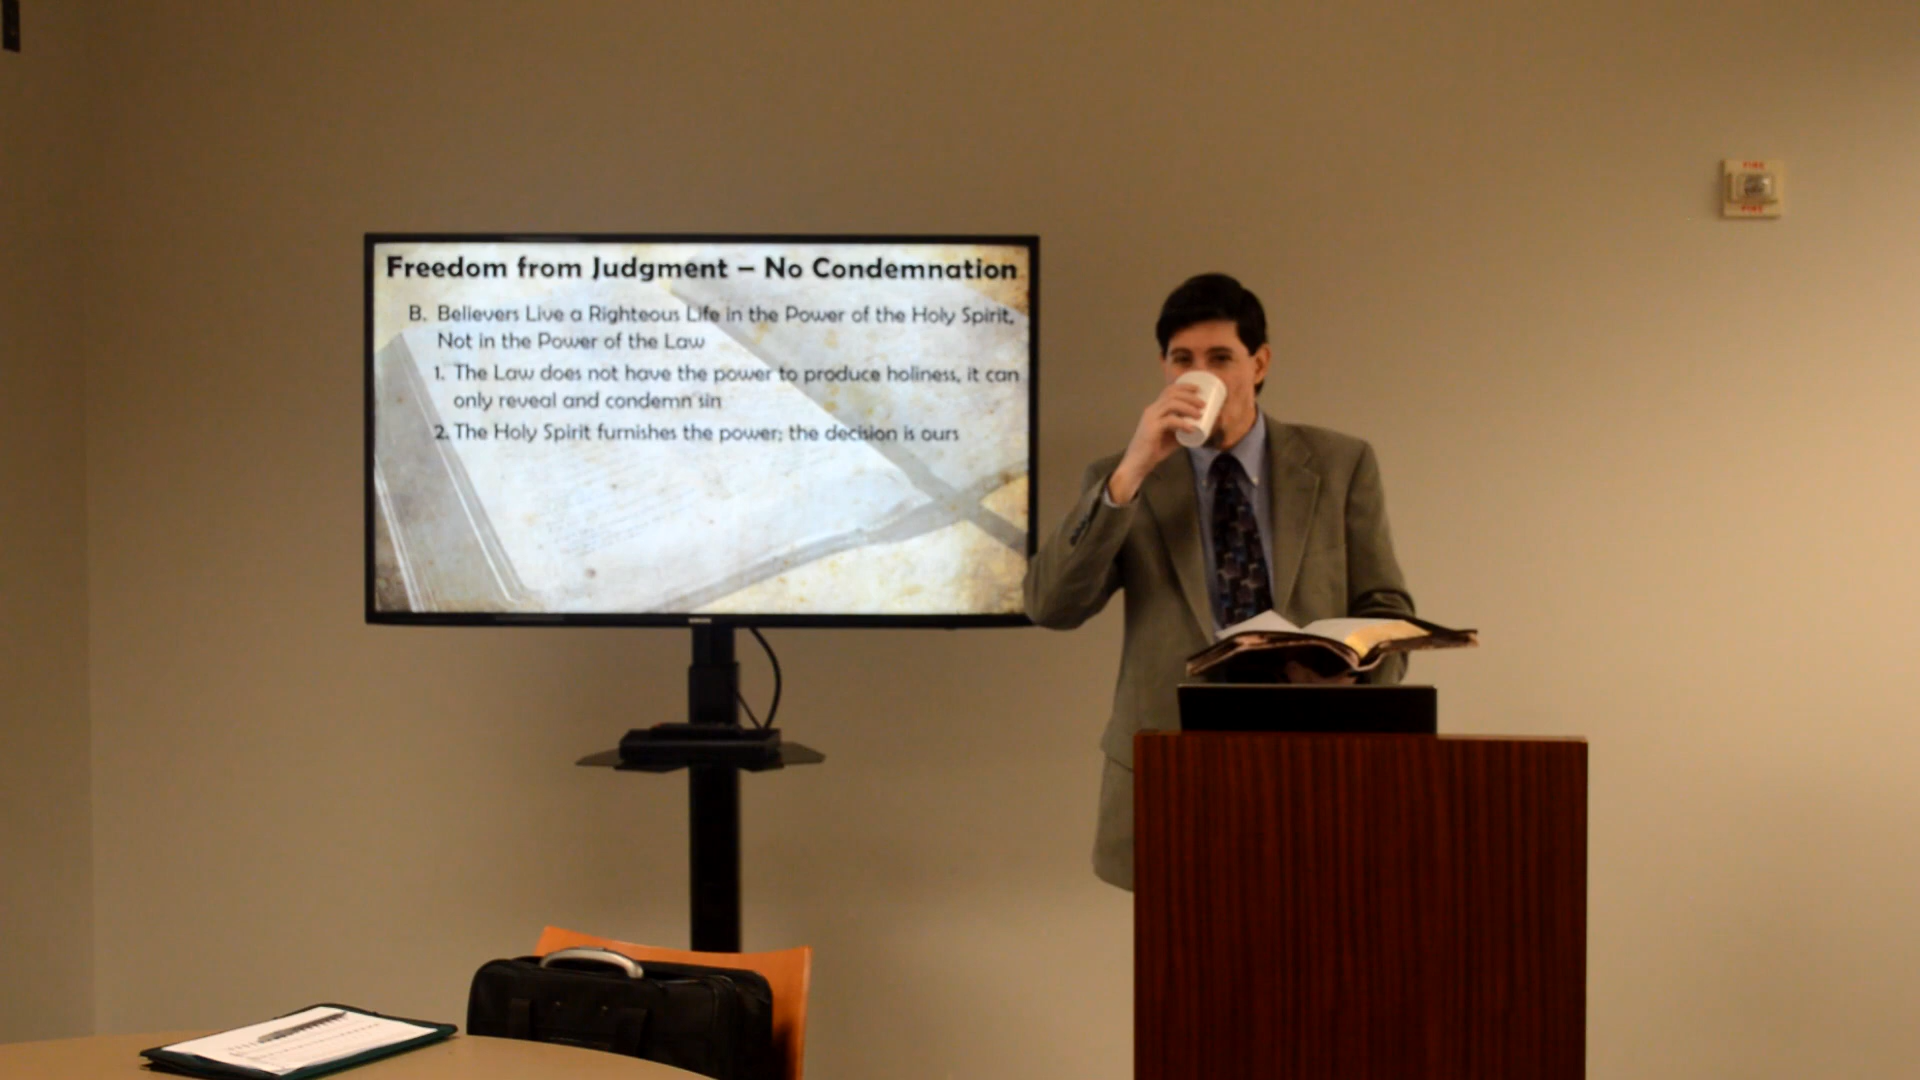 Freedom from Judgment – No Condemnation
B. Believers Live a Righteous Life in the Power of the Holy Spirit,
Not in the Power of the Law
1. The Law does not have the power to produce holiness, it can
only reveal and condemn sin
2. The Holy Spirit furnishes the power; the decision is ours
FIRE
FIRE